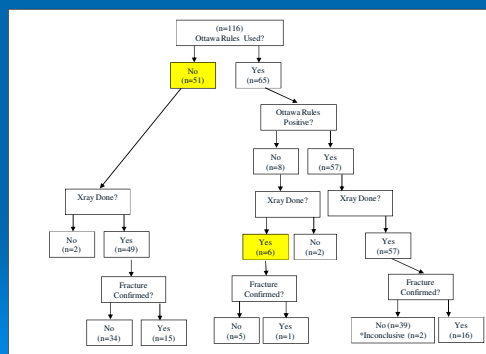 (n=116)
Ottawa Rules Used?
No
(n=51)
Yes
(n=65)
Ottawa Rules
Positive?
No
(n=8)
Yes
(n=57)
Xray Done?
Xray Done?
Xray Done?
No
(n=2)
Yes
(n=49)
Yes
(n=6)
No
(n=2)
Yes
(n=57)
Fracture
Confirmed?
Fracture
Confirmed?
Fracture
Confirmed?
No
(n=34)
Yes
(n=15)
No
(n=5)
Yes
(n=1)
No (n=39)
*Inconclusive (n=2)
Yes
(n=16)